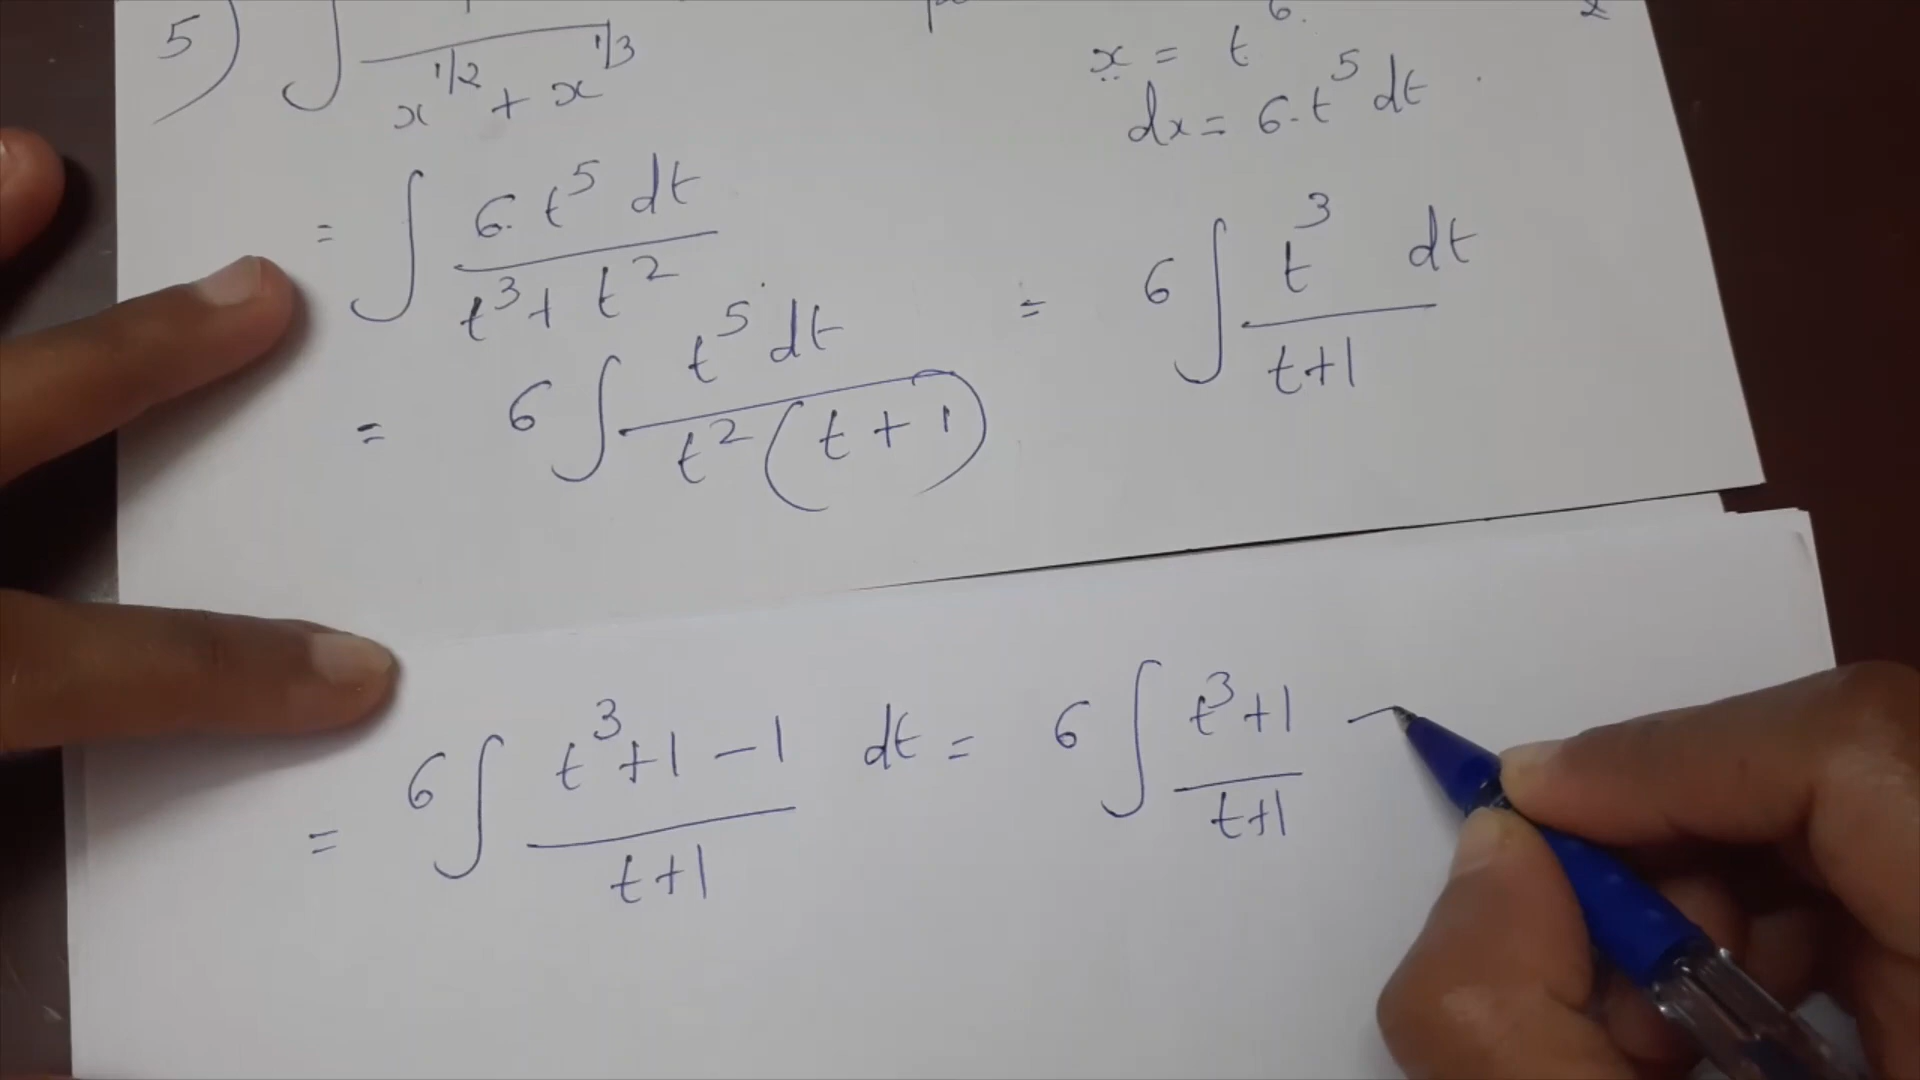 5) ∫ 1/(x^1/2 + x^1/3)
x = t^6.
dx = 6.t^5 dt
= ∫ 6.t^5 dt/(t^3 + t^2)
= 6 ∫ t^5 dt/(t^2(t+1))
= 6 ∫ t^3 dt/(t+1)
= 6 ∫ (t^3+1-1)/(t+1) dt = 6 ∫ (t^3+1)/(t+1) -